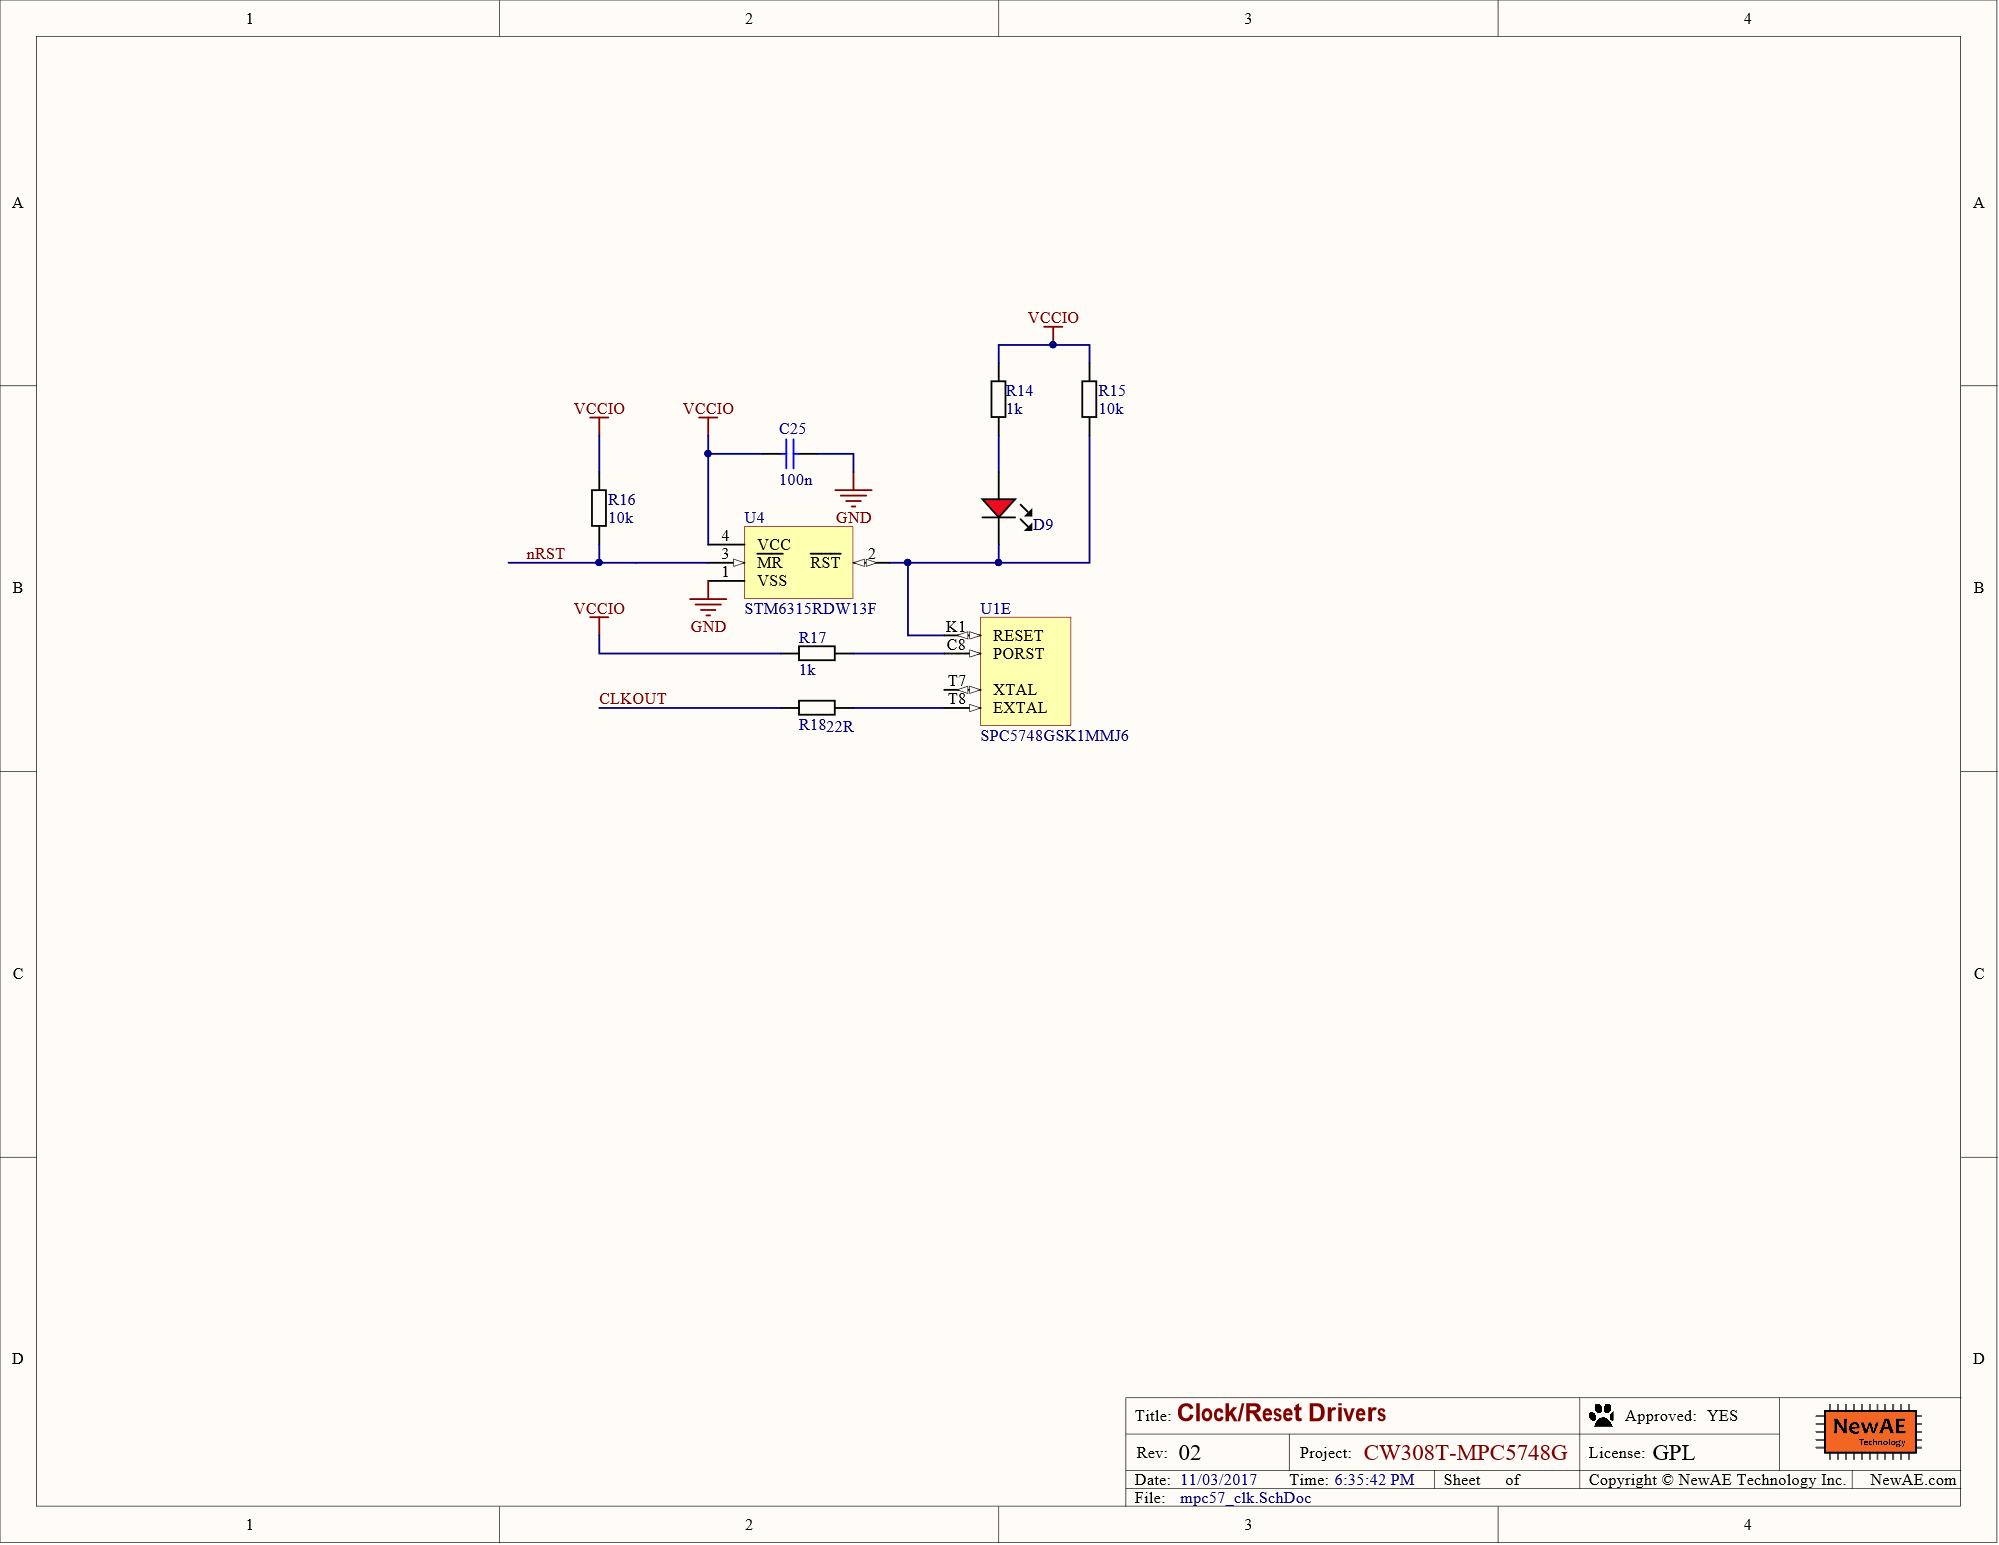 1 2 3 4
A A
VCCIO
R14 R15
1k 10k
VCCIO VCCIO
C25
100n
R16
10k
GND
U4
4 VCC
3 MR RST 2
1 VSS
nRST
STM6315RDW13F
GND
B B
VCCIO
U1E
K1 RESET
C8 PORST
T7 XTAL
T8 EXTAL
SPC5748GSK1MMJ6
D9
R17
1k
CLKOUT
R18 22R
C C
D D
Title: Clock/Reset Drivers
Approved: YES
NewAE
Technology
Rev: 02 Project: CW308T-MPC5748G License: GPL
Date: 11/03/2017 Time: 6:35:42 PM Sheet of Copyright © NewAE Technology Inc. NewAE.com
File: mpc57_clk.SchDoc
1 2 3 4